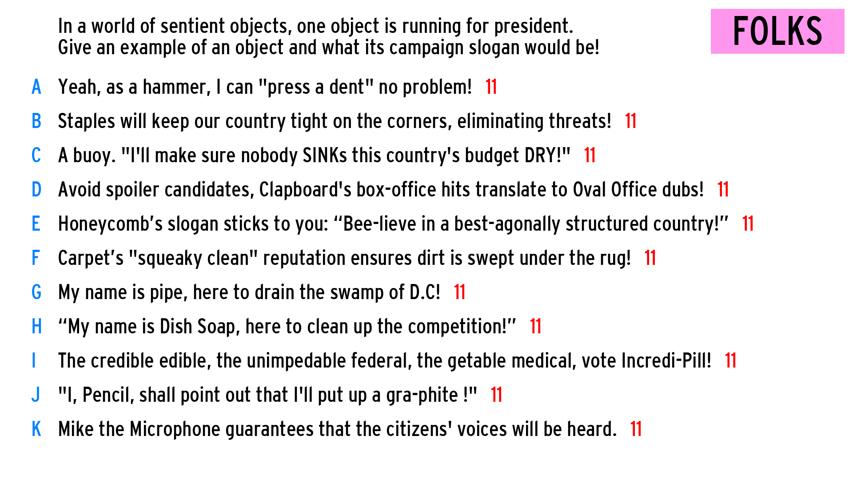 In a world of sentient objects, one object is running for president.
Give an example of an object and what its campaign slogan would be!
FOLKS
A Yeah, as a hammer, I can "press a dent" no problem! 11
B Staples will keep our country tight on the corners, eliminating threats! 11
C A buoy. "I'll make sure nobody SINKs this country's budget DRY!" 11
D Avoid spoiler candidates, Clapboard's box-office hits translate to Oval Office dubs! 11
E Honeycomb’s slogan sticks to you: “Bee-lieve in a best-agonally structured country!” 11
F Carpet’s "squeaky clean" reputation ensures dirt is swept under the rug! 11
G My name is pipe, here to drain the swamp of D.C! 11
H “My name is Dish Soap, here to clean up the competition!” 11
I The credible edible, the unimpedable federal, the getable medical, vote Incredi-Pill! 11
J "I, Pencil, shall point out that I'll put up a gra-phite !" 11
K Mike the Microphone guarantees that the citizens' voices will be heard. 11